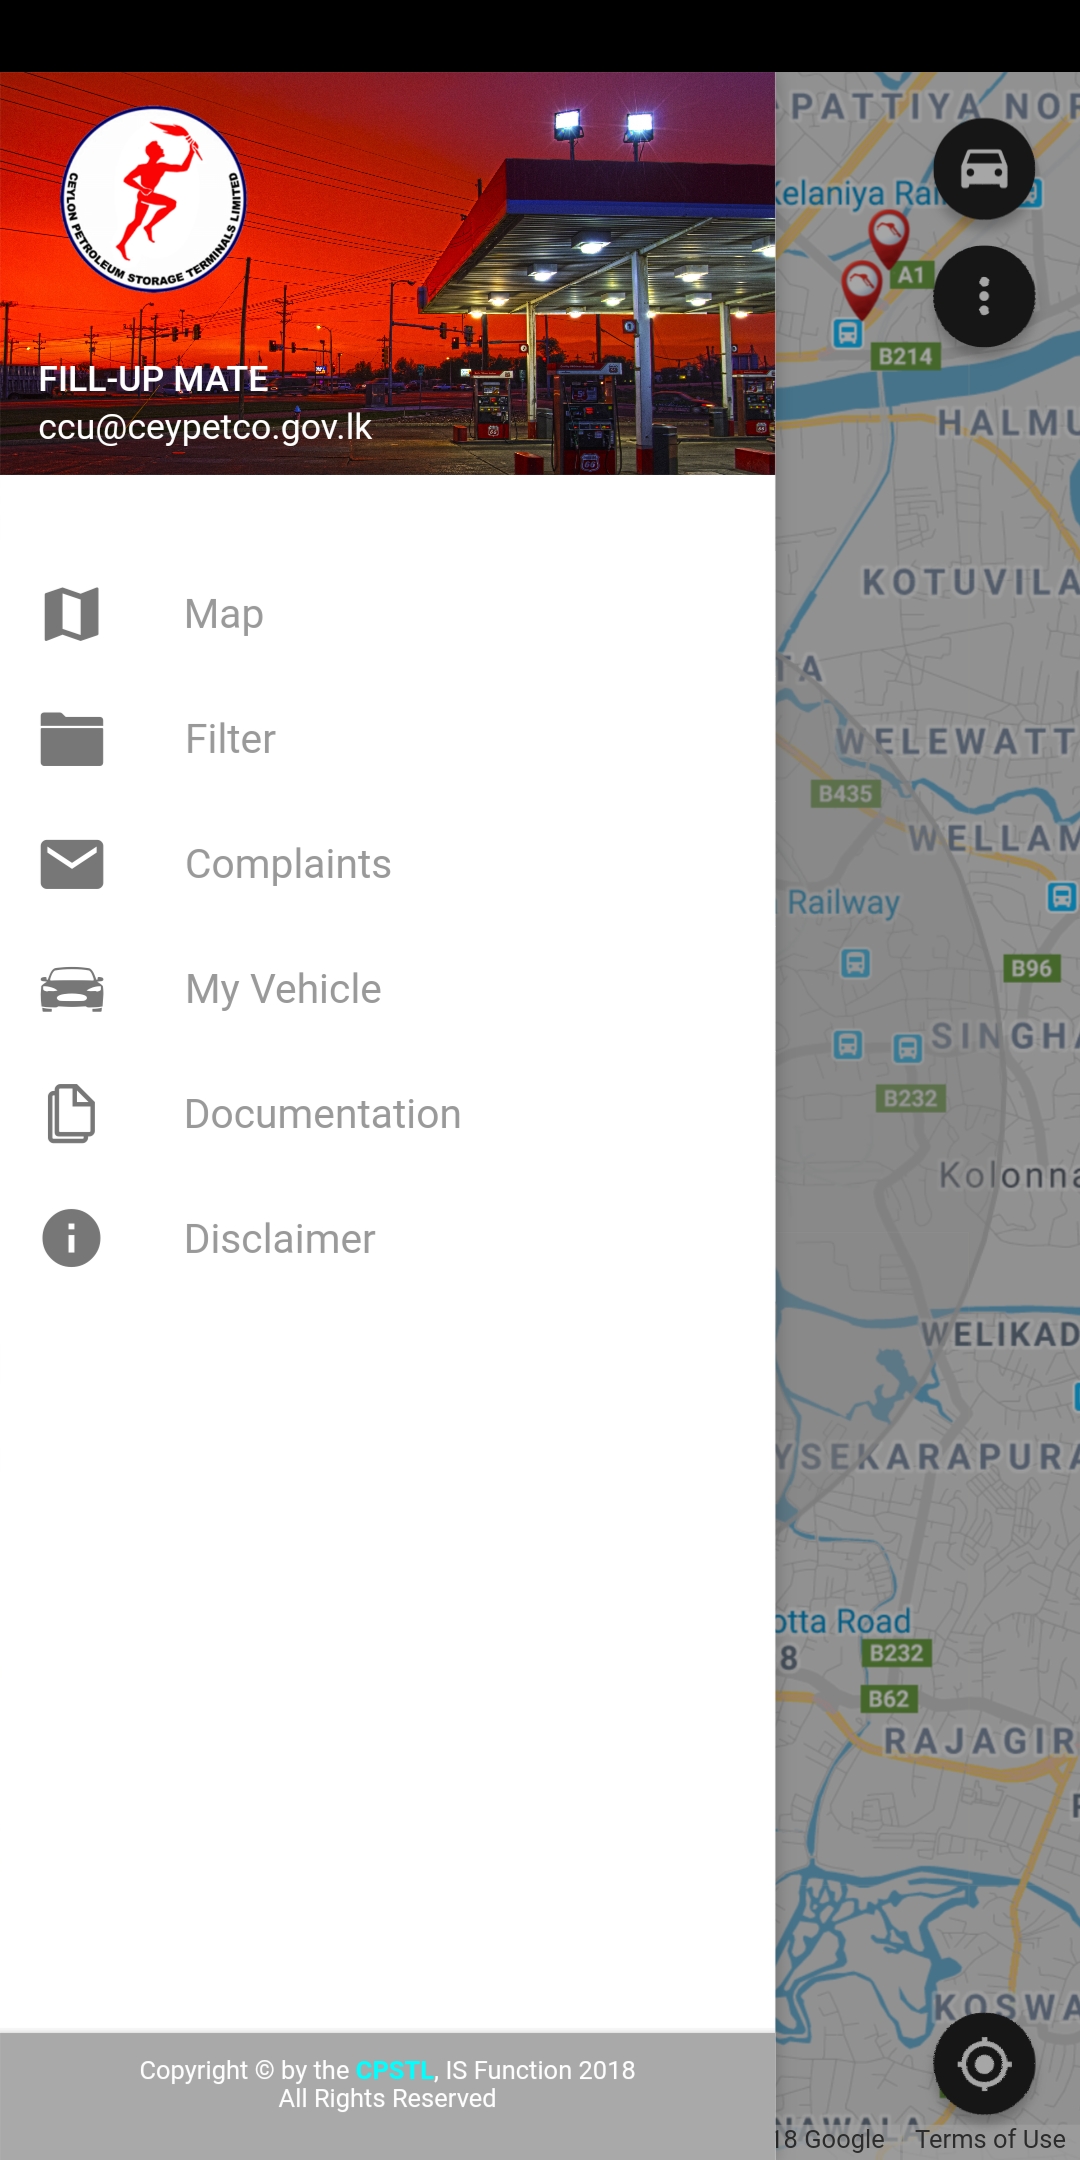 CEYLON PETROLEUM STORAGE TERMINALS LIMITED
FILL-UP MATE
ccu@ceypetco.gov.lk
Map
Filter
Complaints
My Vehicle
Documentation
Disclaimer
Copyright © by the CPSTL, IS Function 2018
All Rights Reserved
PATTIYA NOR
Kelaniya Rai
A1
B214
HALMU
KOTUVILA
TA
WELEWATT
B435
WELLAM
Railway
B96
SINGHA
B232
Kolonna
WELIKAD
YSEKARAPURA
otta Road
8
B232
B62
RAJAGIR
KOSWA
NAWALA
18 Google
Terms of Use